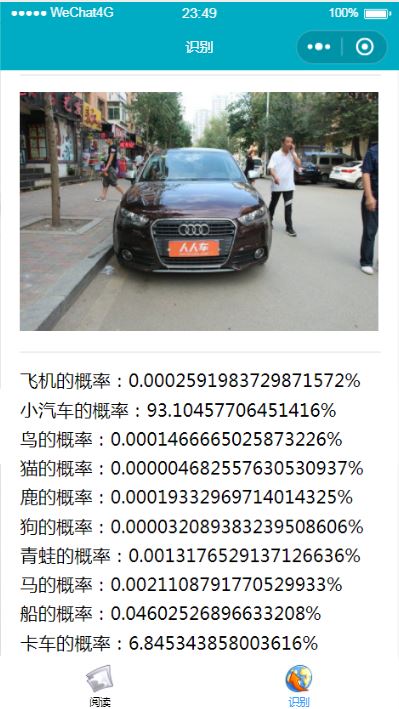 WeChat4G
23:49
100%
识别
人人车
飞机的概率：0.0002591983729871572%
小汽车的概率：93.10457706451416%
鸟的概率：0.0001466665025873226%
猫的概率：0.000004682557630530937%
鹿的概率：0.00019332969714014325%
狗的概率：0.000032089383239508606%
青蛙的概率：0.0013176529137126636%
马的概率：0.0021108791770529933%
船的概率：0.04602526896633208%
卡车的概率：6.845343858003616%
阅读
识别